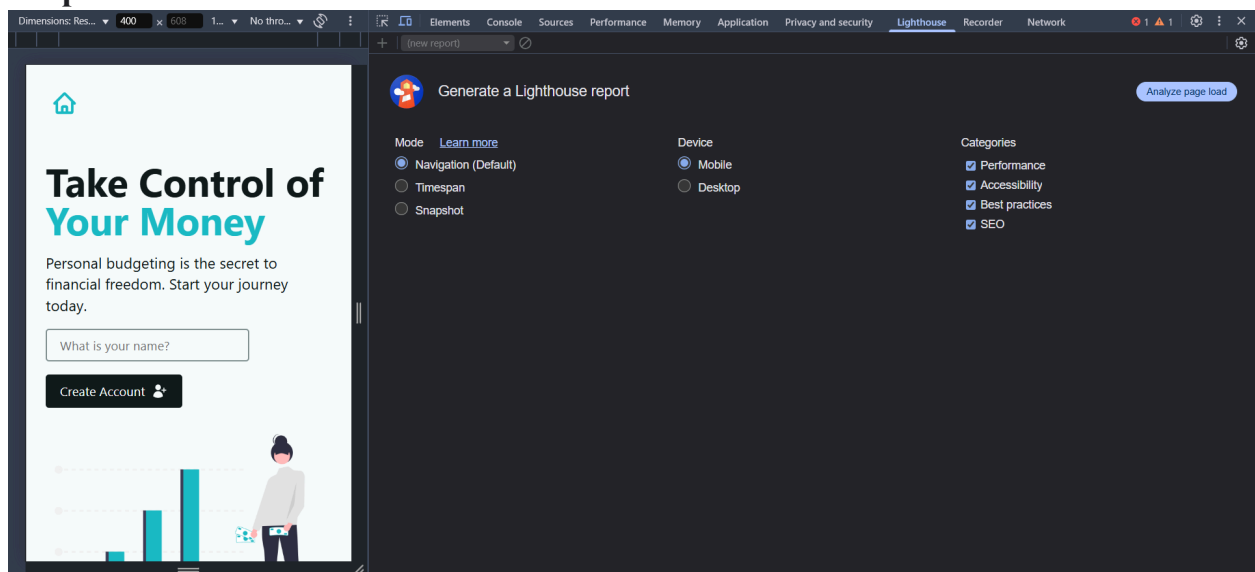 Dimensions: Res... 400 x 608 1... No thro...
Elements Console Sources Performance Memory Application Privacy and security Lighthouse Recorder Network 1 1
(new report)
Generate a Lighthouse report
Analyze page load
Mode Learn more
Navigation (Default)
Timespan
Snapshot
Device
Mobile
Desktop
Categories
Performance
Accessibility
Best practices
SEO
Take Control of
Your Money
Personal budgeting is the secret to
financial freedom. Start your journey
today.
What is your name?
Create Account